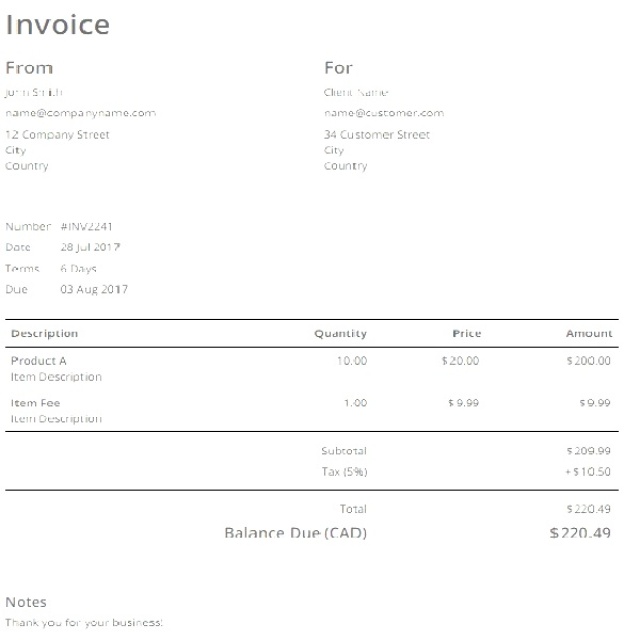 Invoice
From
John Smith
name@companyname.com
12 Company Street
City
Country
For
Client Name
name@customer.com
34 Customer Street
City
Country
Number #INV2241
Date 28 Jul 2017
Terms 6 Days
Due 03 Aug 2017
Description Quantity Price Amount
Product A 10.00 $20.00 $200.00
Item Description
Item Fee 1.00 $9.99 $9.99
Item Description
Subtotal $209.99
Tax (5%) +$10.50
Total $220.49
Balance Due (CAD) $220.49
Notes
Thank you for your business!